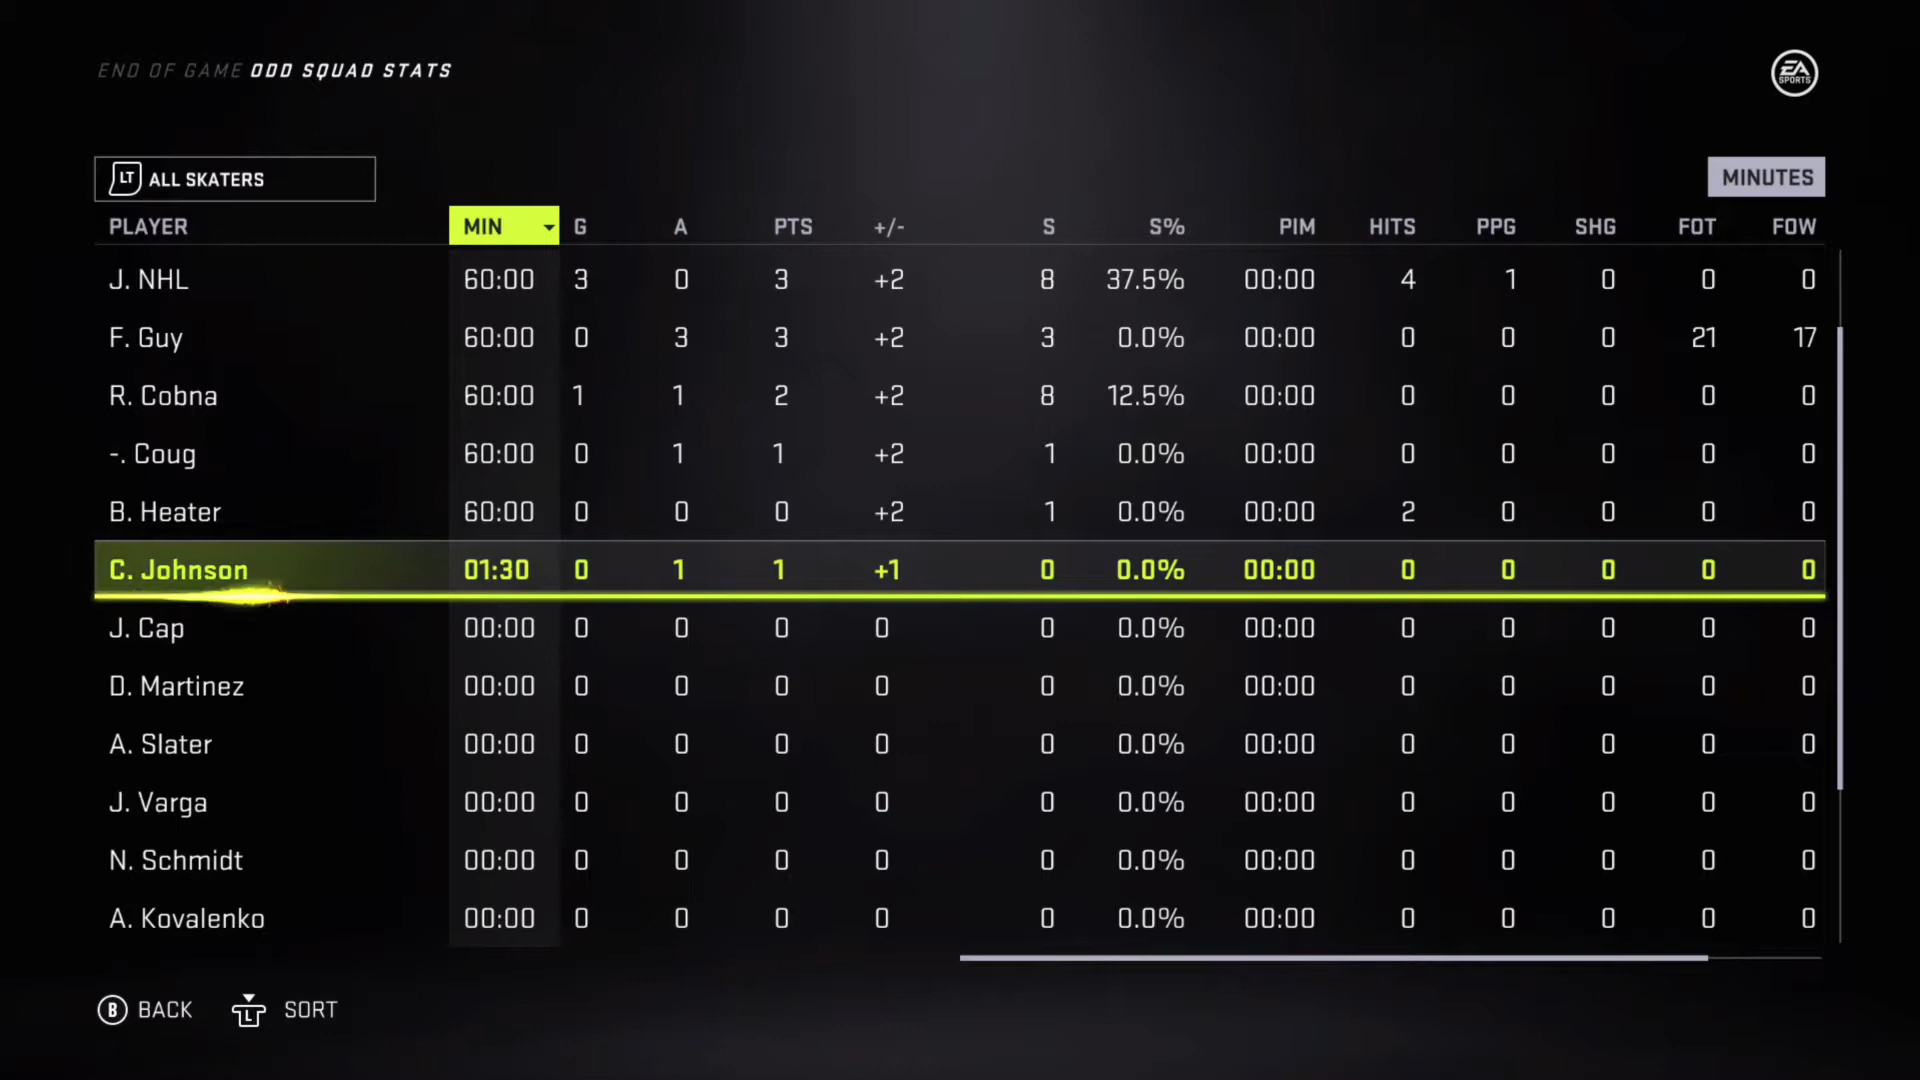 END OF GAME ODD SQUAD STATS
EA SPORTS
LT ALL SKATERS
MINUTES
PLAYER MIN G A PTS +/- S S% PIM HITS PPG SHG FOT FOW
J. NHL 60:00 3 0 3 +2 8 37.5% 00:00 4 1 0 0 0
F. Guy 60:00 0 3 3 +2 3 0.0% 00:00 0 0 0 21 17
R. Cobna 60:00 1 1 2 +2 8 12.5% 00:00 0 0 0 0 0
-. Coug 60:00 0 1 1 +2 1 0.0% 00:00 0 0 0 0 0
B. Heater 60:00 0 0 0 +2 1 0.0% 00:00 2 0 0 0 0
C. Johnson 01:30 0 1 1 +1 0 0.0% 00:00 0 0 0 0 0
J. Cap 00:00 0 0 0 0 0 0.0% 00:00 0 0 0 0 0
D. Martinez 00:00 0 0 0 0 0 0.0% 00:00 0 0 0 0 0
A. Slater 00:00 0 0 0 0 0 0.0% 00:00 0 0 0 0 0
J. Varga 00:00 0 0 0 0 0 0.0% 00:00 0 0 0 0 0
N. Schmidt 00:00 0 0 0 0 0 0.0% 00:00 0 0 0 0 0
A. Kovalenko 00:00 0 0 0 0 0 0.0% 00:00 0 0 0 0 0
B BACK L SORT